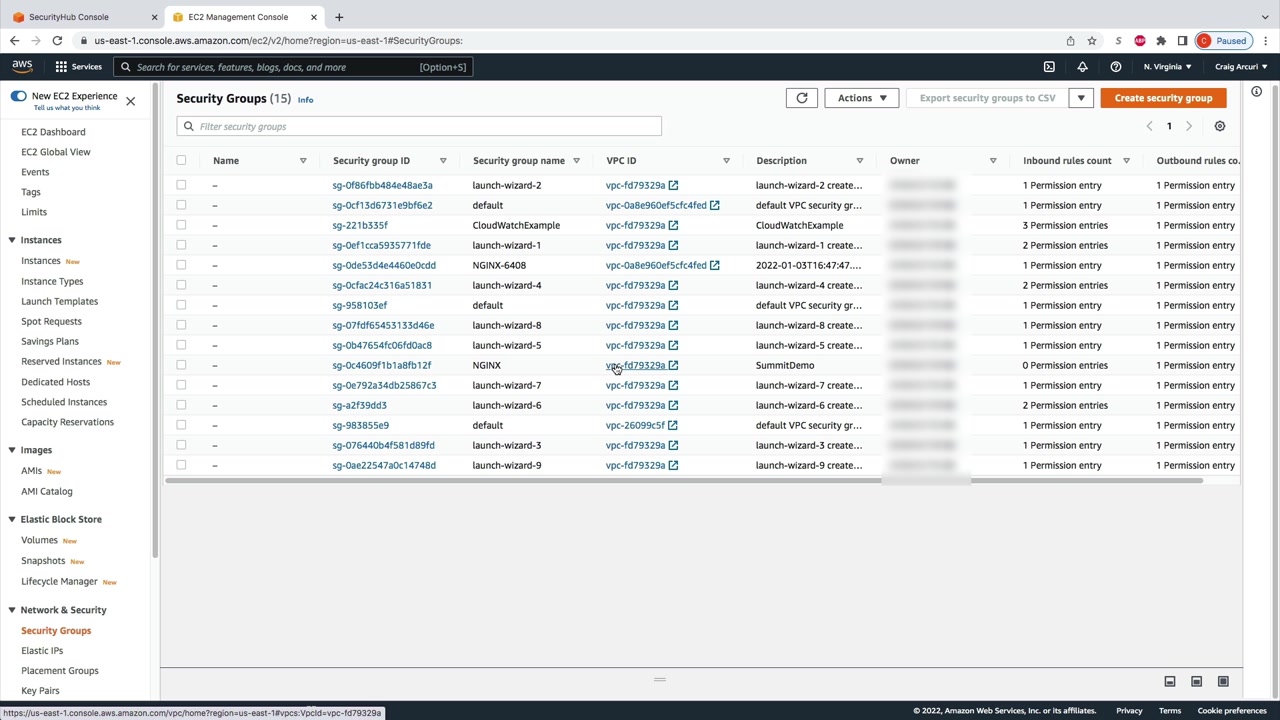 SecurityHub Console
EC2 Management Console
us-east-1.console.aws.amazon.com/ec2/v2/home?region=us-east-1#SecurityGroups:
S ABP C Paused
aws Services Search for services, features, blogs, docs, and more [Option+S] N. Virginia Craig Arcuri
New EC2 Experience
Tell us what you think
EC2 Dashboard
EC2 Global View
Events
Tags
Limits
Instances
Instances New
Instance Types
Launch Templates
Spot Requests
Savings Plans
Reserved Instances New
Dedicated Hosts
Scheduled Instances
Capacity Reservations
Images
AMIs New
AMI Catalog
Elastic Block Store
Volumes New
Snapshots New
Lifecycle Manager New
Network & Security
Security Groups
Elastic IPs
Placement Groups
Key Pairs
Security Groups (15) Info Actions Export security groups to CSV Create security group
Filter security groups 1
Name Security group ID Security group name VPC ID Description Owner Inbound rules count Outbound rules co..
– sg-0f86fbb484e48ae3a launch-wizard-2 vpc-fd79329a launch-wizard-2 create... 1 Permission entry 1 Permission entry
– sg-0cf13d6731e9bf6e2 default vpc-0a8e960ef5cfc4fed default VPC security gr... 1 Permission entry 1 Permission entry
– sg-221b335f CloudWatchExample vpc-fd79329a CloudWatchExample 3 Permission entries 1 Permission entry
– sg-0ef1cca5935771fde launch-wizard-1 vpc-fd79329a launch-wizard-1 create... 2 Permission entries 1 Permission entry
– sg-0de53d4e4460e0cdd NGINX-6408 vpc-0a8e960ef5cfc4fed 2022-01-03T16:47:47.... 1 Permission entry 1 Permission entry
– sg-0cfac24c316a51831 launch-wizard-4 vpc-fd79329a launch-wizard-4 create... 2 Permission entries 1 Permission entry
– sg-958103ef default vpc-fd79329a default VPC security gr... 1 Permission entry 1 Permission entry
– sg-07fdf65453133d46e launch-wizard-8 vpc-fd79329a launch-wizard-8 create... 1 Permission entry 1 Permission entry
– sg-0b47654fc06fd0ac8 launch-wizard-5 vpc-fd79329a launch-wizard-5 create... 1 Permission entry 1 Permission entry
– sg-0c4609f1b1a8fb12f NGINX vpc-fd79329a SummitDemo 0 Permission entries 1 Permission entry
– sg-0e792a34db25867c3 launch-wizard-7 vpc-fd79329a launch-wizard-7 create... 1 Permission entry 1 Permission entry
– sg-a2f39dd3 launch-wizard-6 vpc-fd79329a launch-wizard-6 create... 2 Permission entries 1 Permission entry
– sg-983855e9 default vpc-26099c5f default VPC security gr... 1 Permission entry 1 Permission entry
– sg-076440b4f581d89fd launch-wizard-3 vpc-fd79329a launch-wizard-3 create... 1 Permission entry 1 Permission entry
– sg-0ae22547a0c14748d launch-wizard-9 vpc-fd79329a launch-wizard-9 create... 1 Permission entry 1 Permission entry
https://us-east-1.console.aws.amazon.com/vpc/home?region=us-east-1#vpcs:VpcId=vpc-fd79329a
© 2022, Amazon Web Services, Inc. or its affiliates. Privacy Terms Cookie preferences